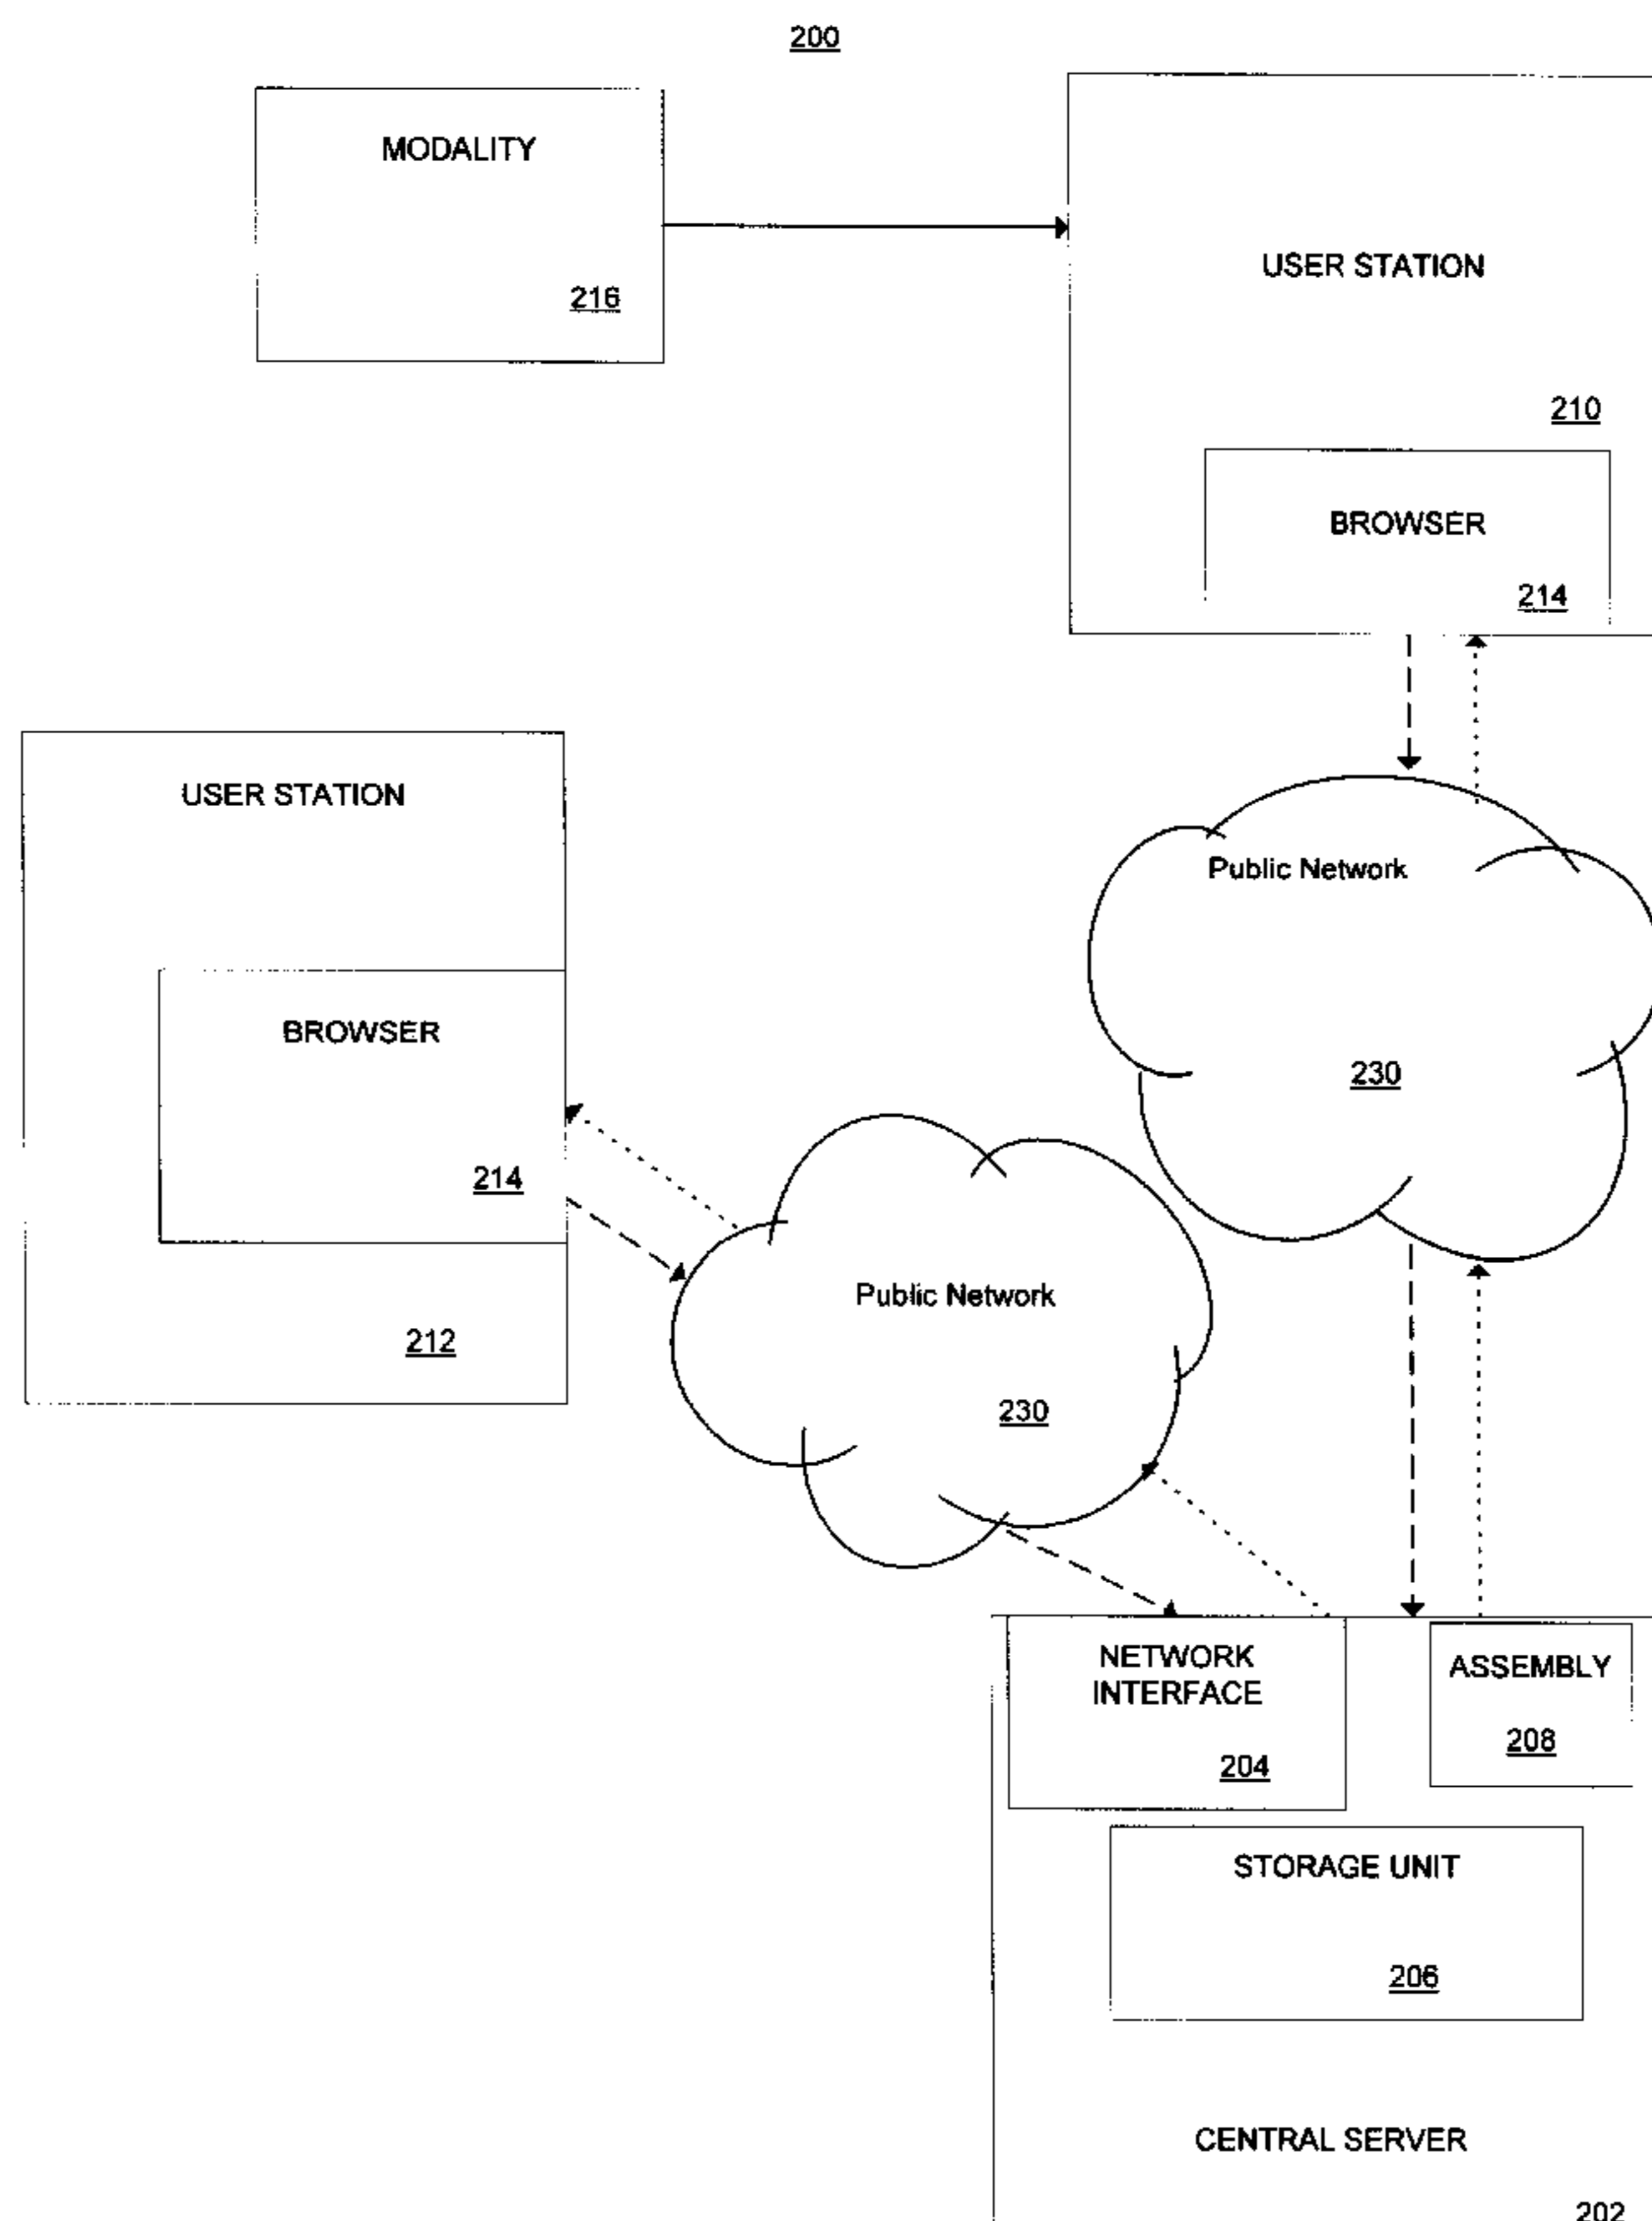 200
MODALITY
216
USER STATION
210
BROWSER
214
USER STATION
BROWSER
214
212
Public Network
230
Public Network
230
NETWORK
INTERFACE
204
ASSEMBLY
208
STORAGE UNIT
206
CENTRAL SERVER
202